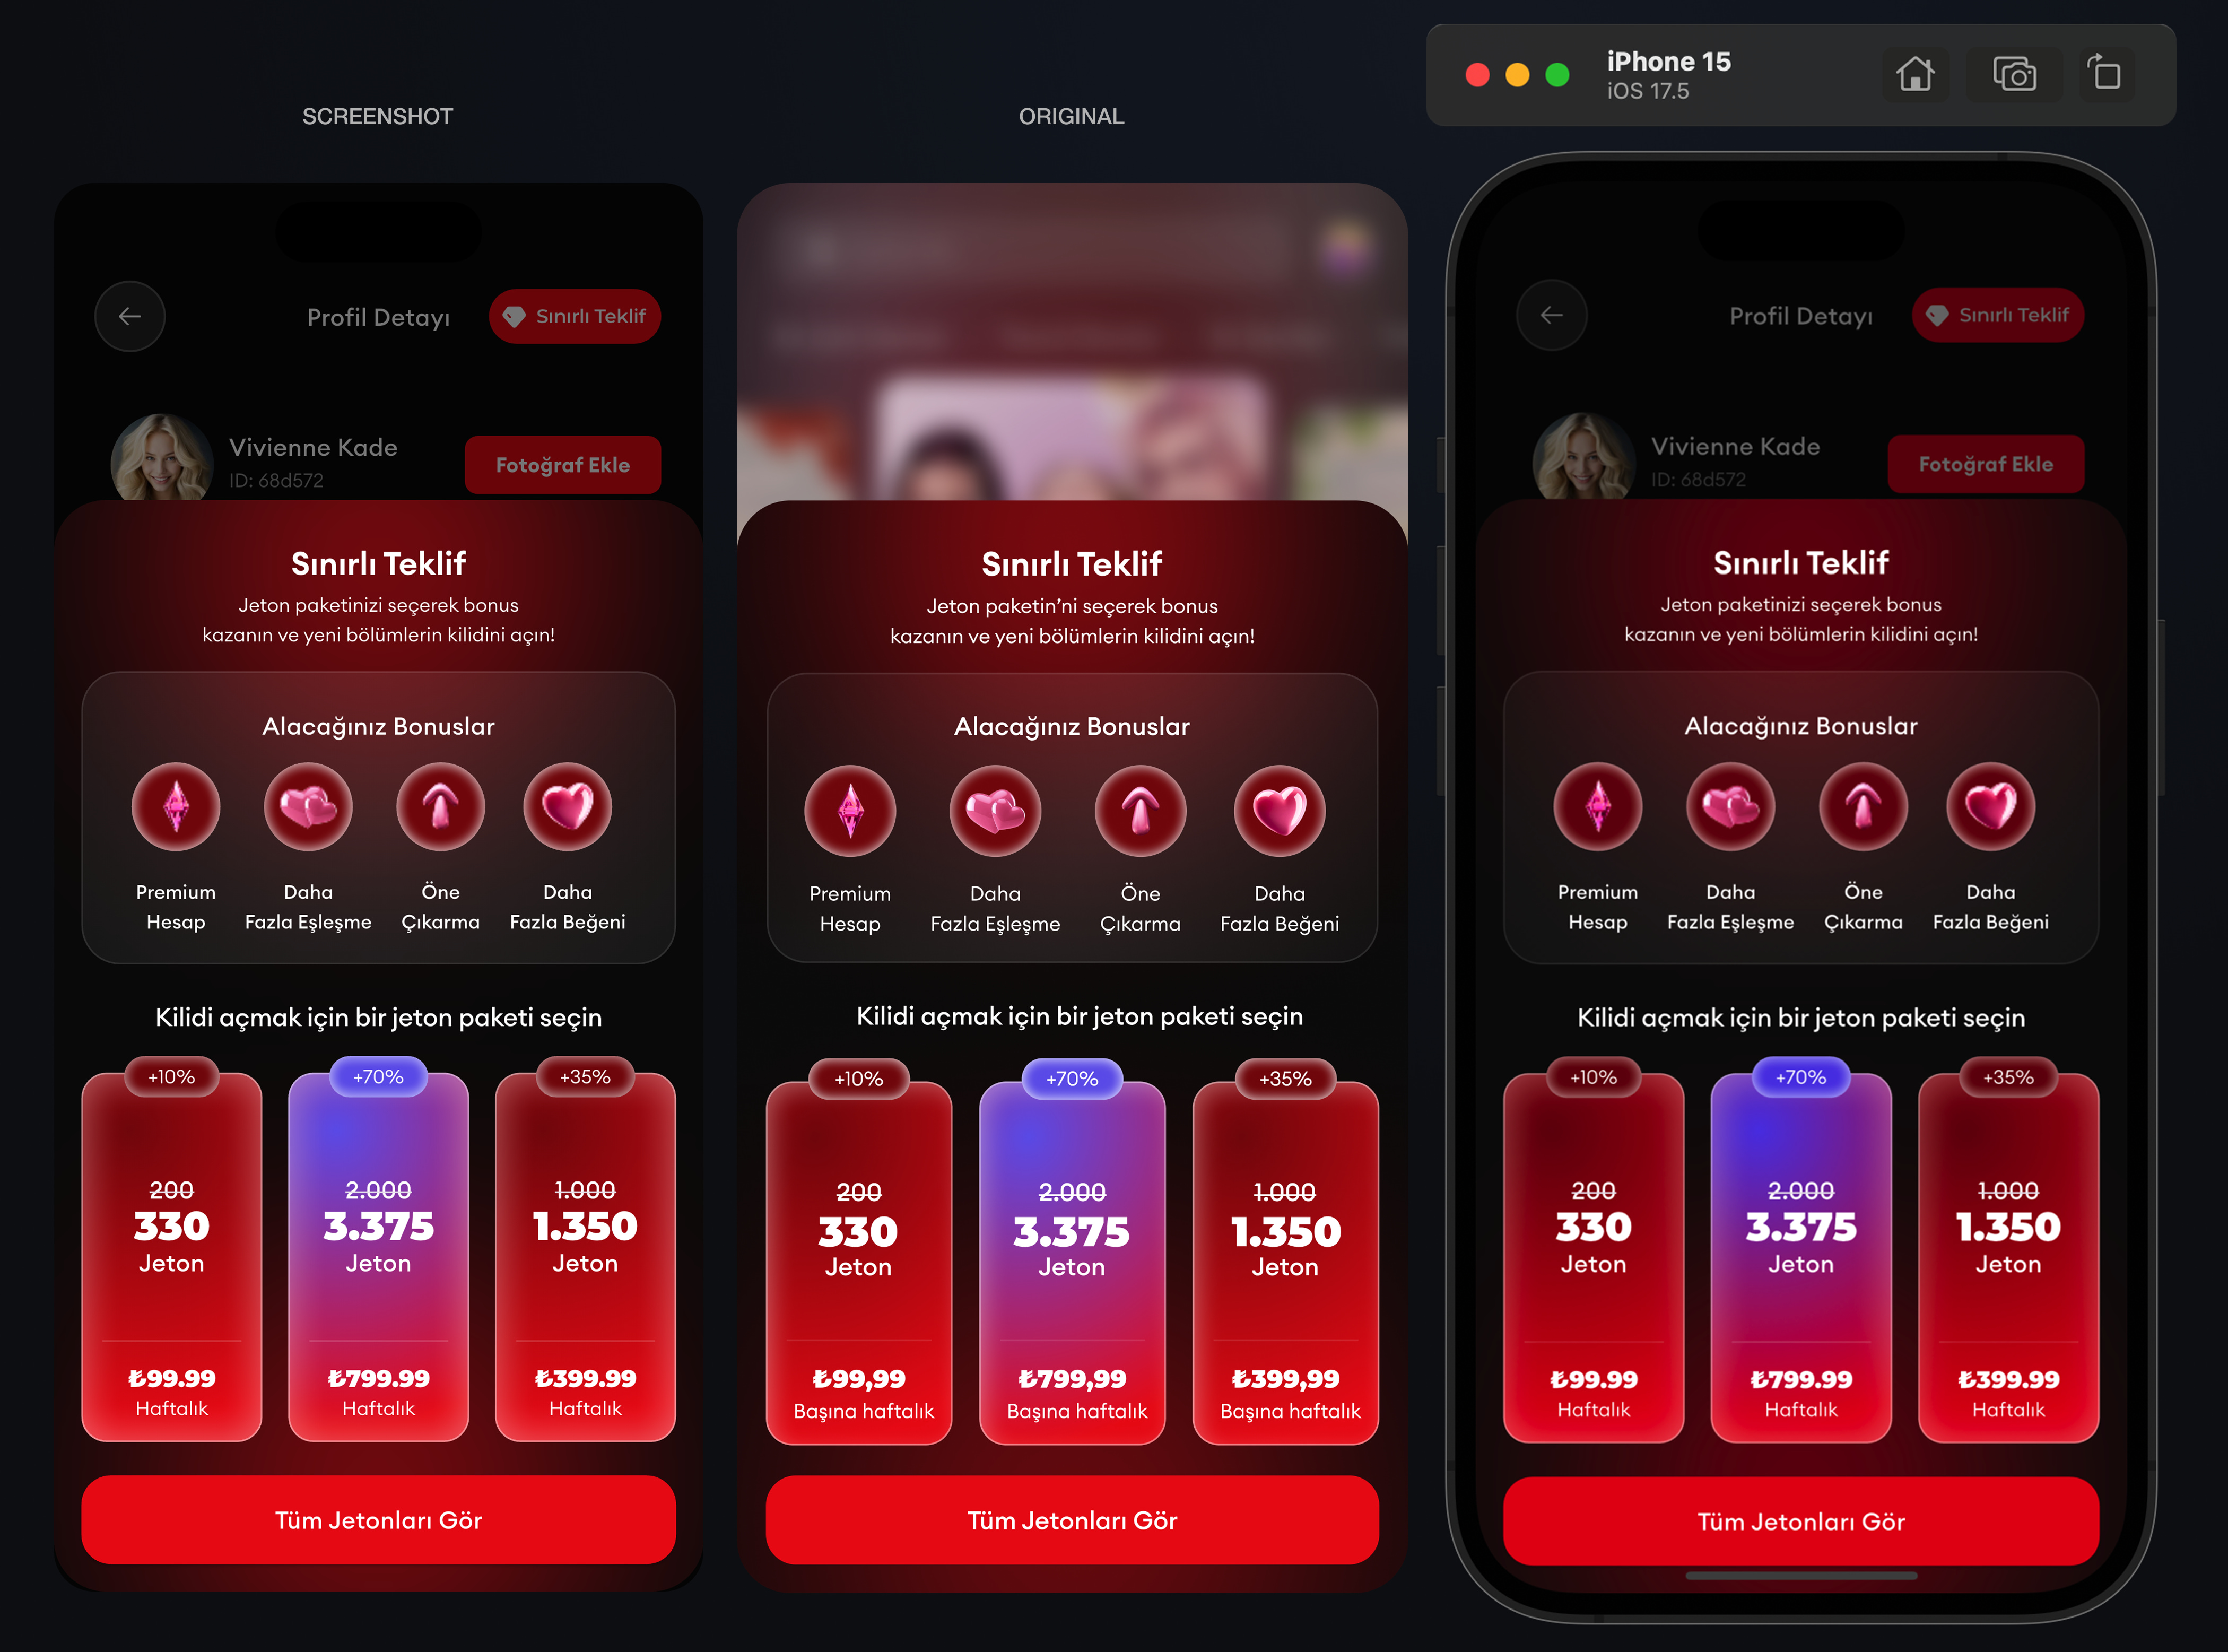 SCREENSHOT
Profil Detayı
Sınırlı Teklif
Vivienne Kade
ID: 68d572
Fotoğraf Ekle
Sınırlı Teklif
Jeton paketinizi seçerek bonus
kazanın ve yeni bölümlerin kilidini açın!
Alacağınız Bonuslar
Premium
Hesap
Daha
Fazla Eşleşme
Öne
Çıkarma
Daha
Fazla Beğeni
Kilidi açmak için bir jeton paketi seçin
+10%
200
330
Jeton
₺99.99
Haftalık
+70%
2.000
3.375
Jeton
₺799.99
Haftalık
+35%
1.000
1.350
Jeton
₺399.99
Haftalık
Tüm Jetonları Gör
ORIGINAL
Sınırlı Teklif
Jeton paketin’ni seçerek bonus
kazanın ve yeni bölümlerin kilidini açın!
Alacağınız Bonuslar
Premium
Hesap
Daha
Fazla Eşleşme
Öne
Çıkarma
Daha
Fazla Beğeni
Kilidi açmak için bir jeton paketi seçin
+10%
200
330
Jeton
₺99,99
Başına haftalık
+70%
2.000
3.375
Jeton
₺799,99
Başına haftalık
+35%
1.000
1.350
Jeton
₺399,99
Başına haftalık
Tüm Jetonları Gör
iPhone 15
iOS 17.5
Profil Detayı
Sınırlı Teklif
Vivienne Kade
ID: 68d572
Fotoğraf Ekle
Sınırlı Teklif
Jeton paketinizi seçerek bonus
kazanın ve yeni bölümlerin kilidini açın!
Alacağınız Bonuslar
Premium
Hesap
Daha
Fazla Eşleşme
Öne
Çıkarma
Daha
Fazla Beğeni
Kilidi açmak için bir jeton paketi seçin
+10%
200
330
Jeton
₺99.99
Haftalık
+70%
2.000
3.375
Jeton
₺799.99
Haftalık
+35%
1.000
1.350
Jeton
₺399.99
Haftalık
Tüm Jetonları Gör